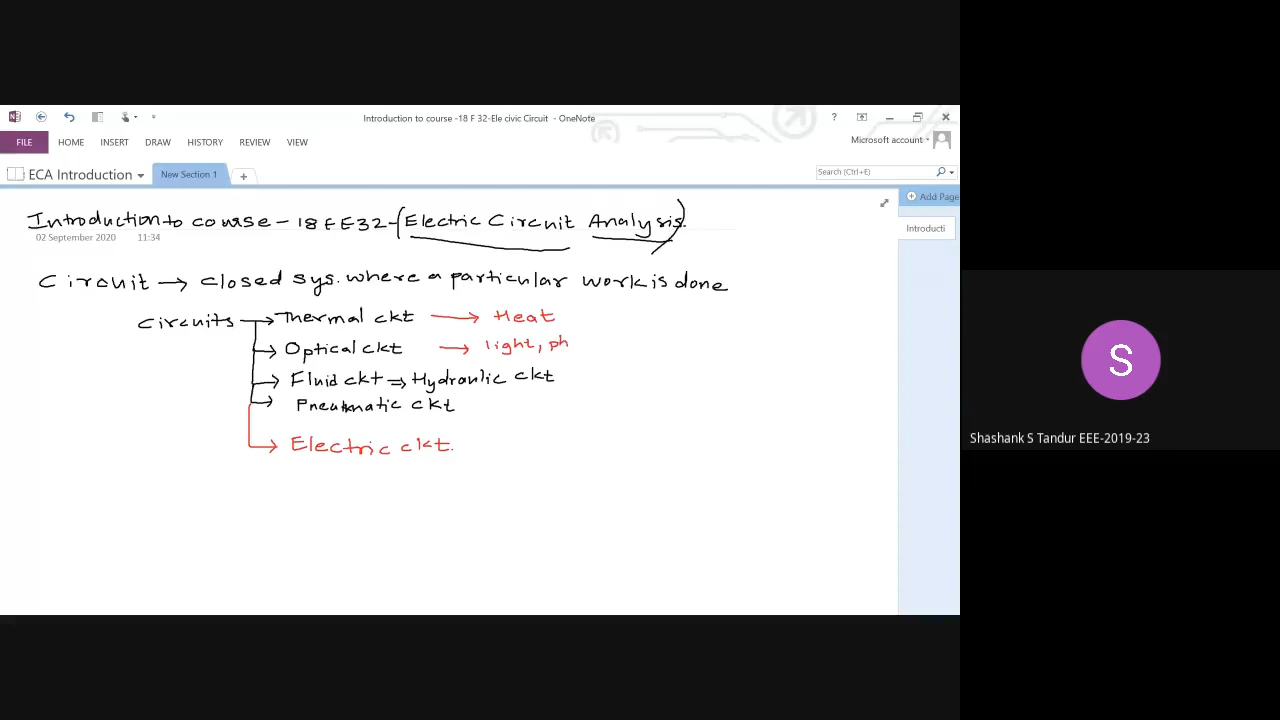 Introduction to course -18 F 32-Ele civic Circuit - OneNote
?
FILE HOME INSERT DRAW HISTORY REVIEW VIEW
Microsoft account
ECA Introduction New Section 1 +
Search (Ctrl+E)
Introduction to course - 18EE32 - (Electric Circuit Analysis).
Add Page
02 September 2020 11:34
Introducti
Circuit → closed sys. where a particular work is done
Circuits → Thermal ckt → Heat
→ Optical ckt → light, ph
→ Fluid ckt ⇒ Hydraulic ckt
→ Pneumatic ckt
→ Electric ckt.
S
Shashank S Tandur EEE-2019-23